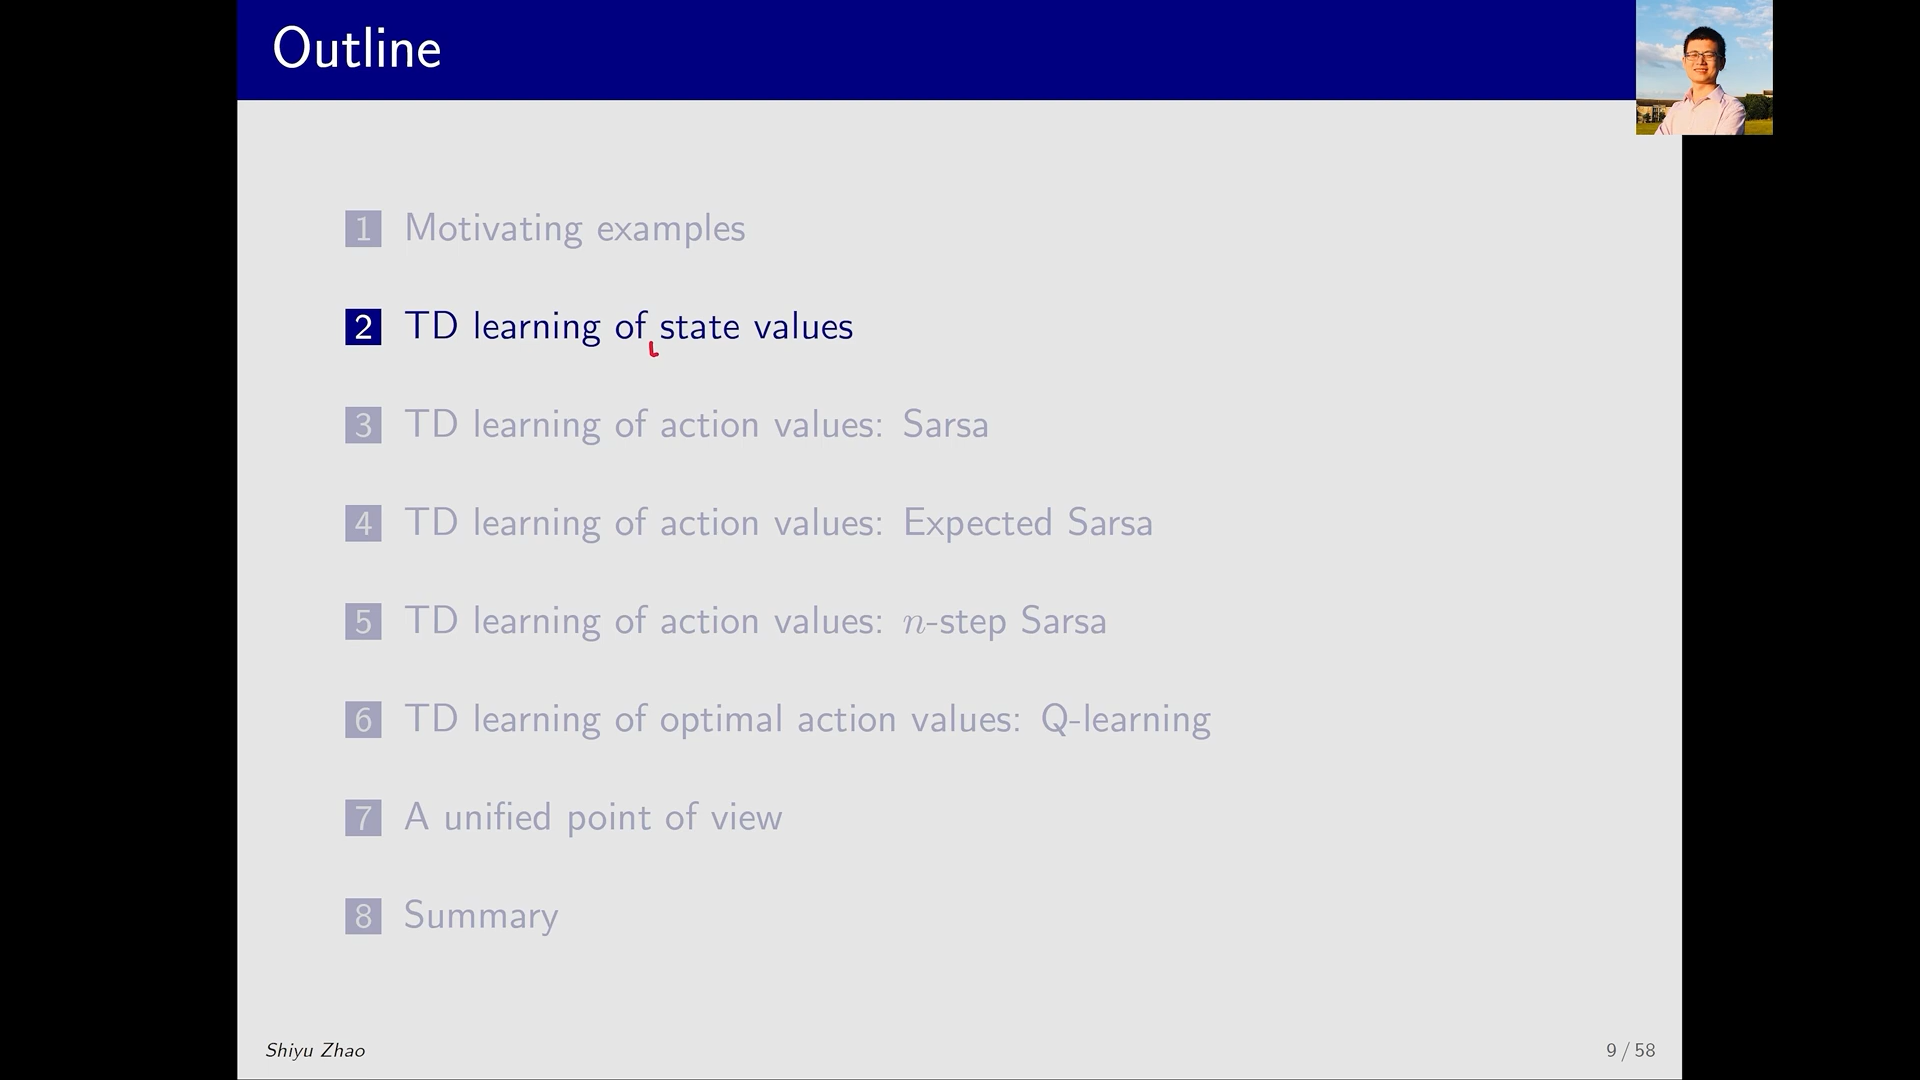 Outline
1 Motivating examples
2 TD learning of state values
3 TD learning of action values: Sarsa
4 TD learning of action values: Expected Sarsa
5 TD learning of action values: n-step Sarsa
6 TD learning of optimal action values: Q-learning
7 A unified point of view
8 Summary
Shiyu Zhao
9 / 58